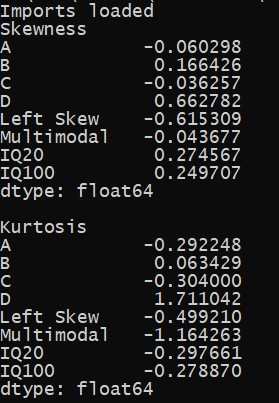 Imports loaded
Skewness
A -0.060298
B 0.166426
C -0.036257
D 0.662782
Left Skew -0.615309
Multimodal -0.043677
IQ20 0.274567
IQ100 0.249707
dtype: float64
Kurtosis
A -0.292248
B 0.063429
C -0.304000
D 1.711042
Left Skew -0.499210
Multimodal -1.164263
IQ20 -0.297661
IQ100 -0.278870
dtype: float64